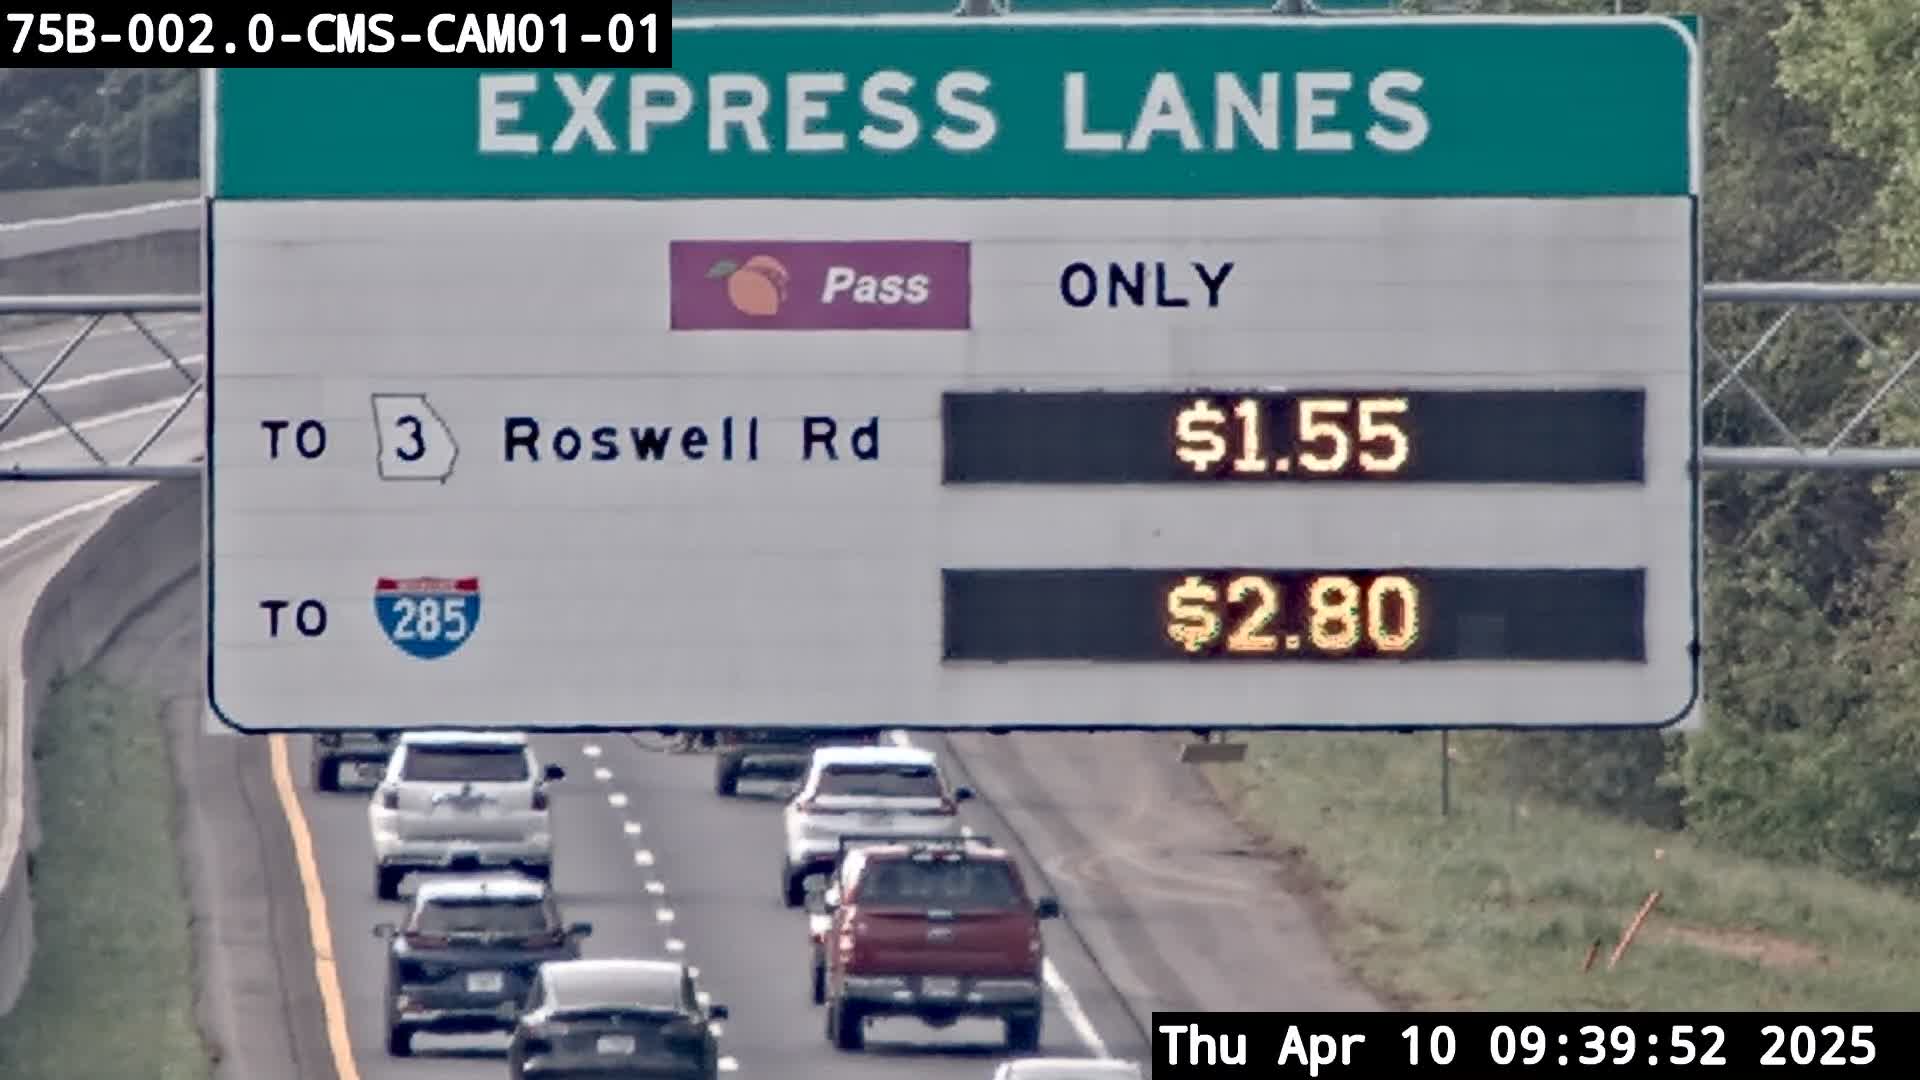 75B-002.0-CMS-CAM01-01
EXPRESS LANES
Pass ONLY
TO 3 Roswell Rd $1.55
TO 285 $2.80
Thu Apr 10 09:39:52 2025